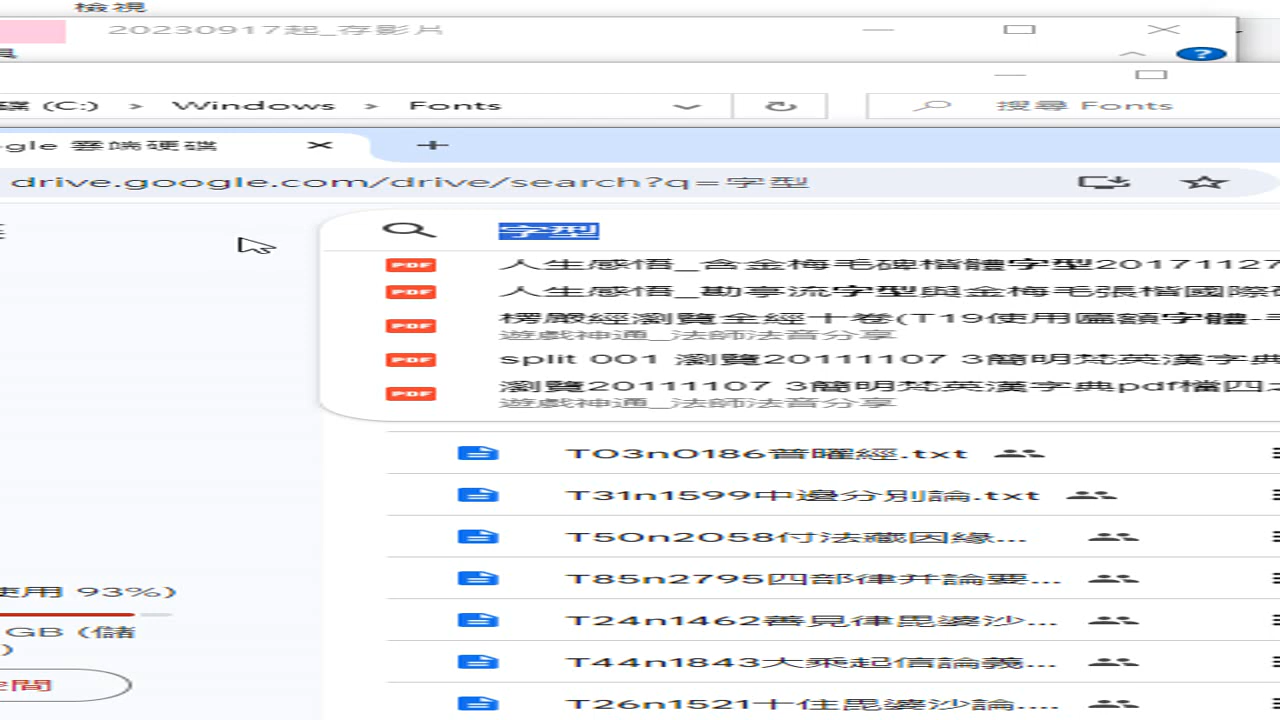 檢視
20230917起_存影片
具
碟 (C:) > Windows > Fonts
搜尋 Fonts
gle 雲端硬碟
drive.google.com/drive/search?q=字型
字型
PDF 人生感悟_含金梅毛碑楷體字型20171127
PDF 人生感悟_勘亭流字型與金梅毛張楷國際
PDF 楞嚴經瀏覽全經十卷(T19使用匾額字體-
遊戲神通_法師法音分享
PDF split 001 瀏覽20111107 3簡明梵英漢字典
PDF 瀏覽20111107 3簡明梵英漢字典pdf檔四
遊戲神通_法師法音分享
T03n0186普曜經.txt
T31n1599中邊分別論.txt
T50n2058付法藏因緣...
T85n2795四部律并論要...
使用 93%)
T24n1462善見律毘婆沙...
GB (儲
)
T44n1843大乘起信論義...
空間
T26n1521十住毘婆沙論....